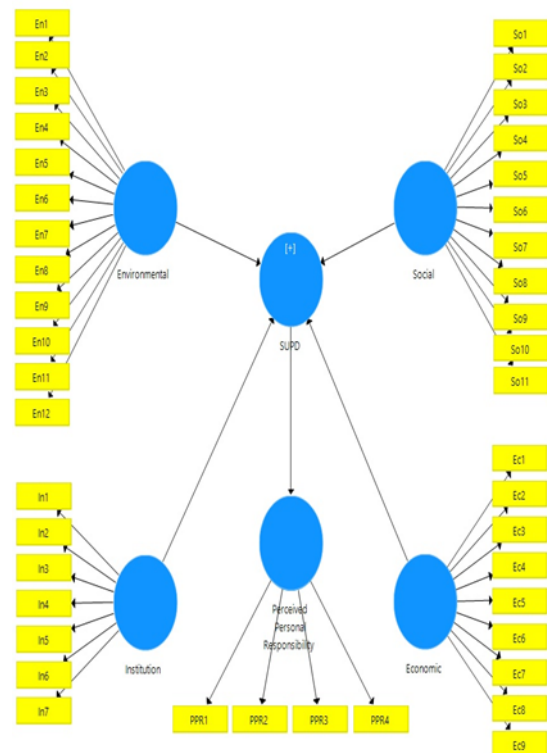 En1
En2
En3
En4
En5
En6
En7
En8
En9
En10
En11
En12
Environmental
So1
So2
So3
So4
So5
So6
So7
So8
So9
So10
So11
Social
[+]
SUPD
In1
In2
In3
In4
In5
In6
In7
Institution
Perceived
Personal
Responsibility
PPR1
PPR2
PPR3
PPR4
Ec1
Ec2
Ec3
Ec4
Ec5
Ec6
Ec7
Ec8
Ec9
Economic